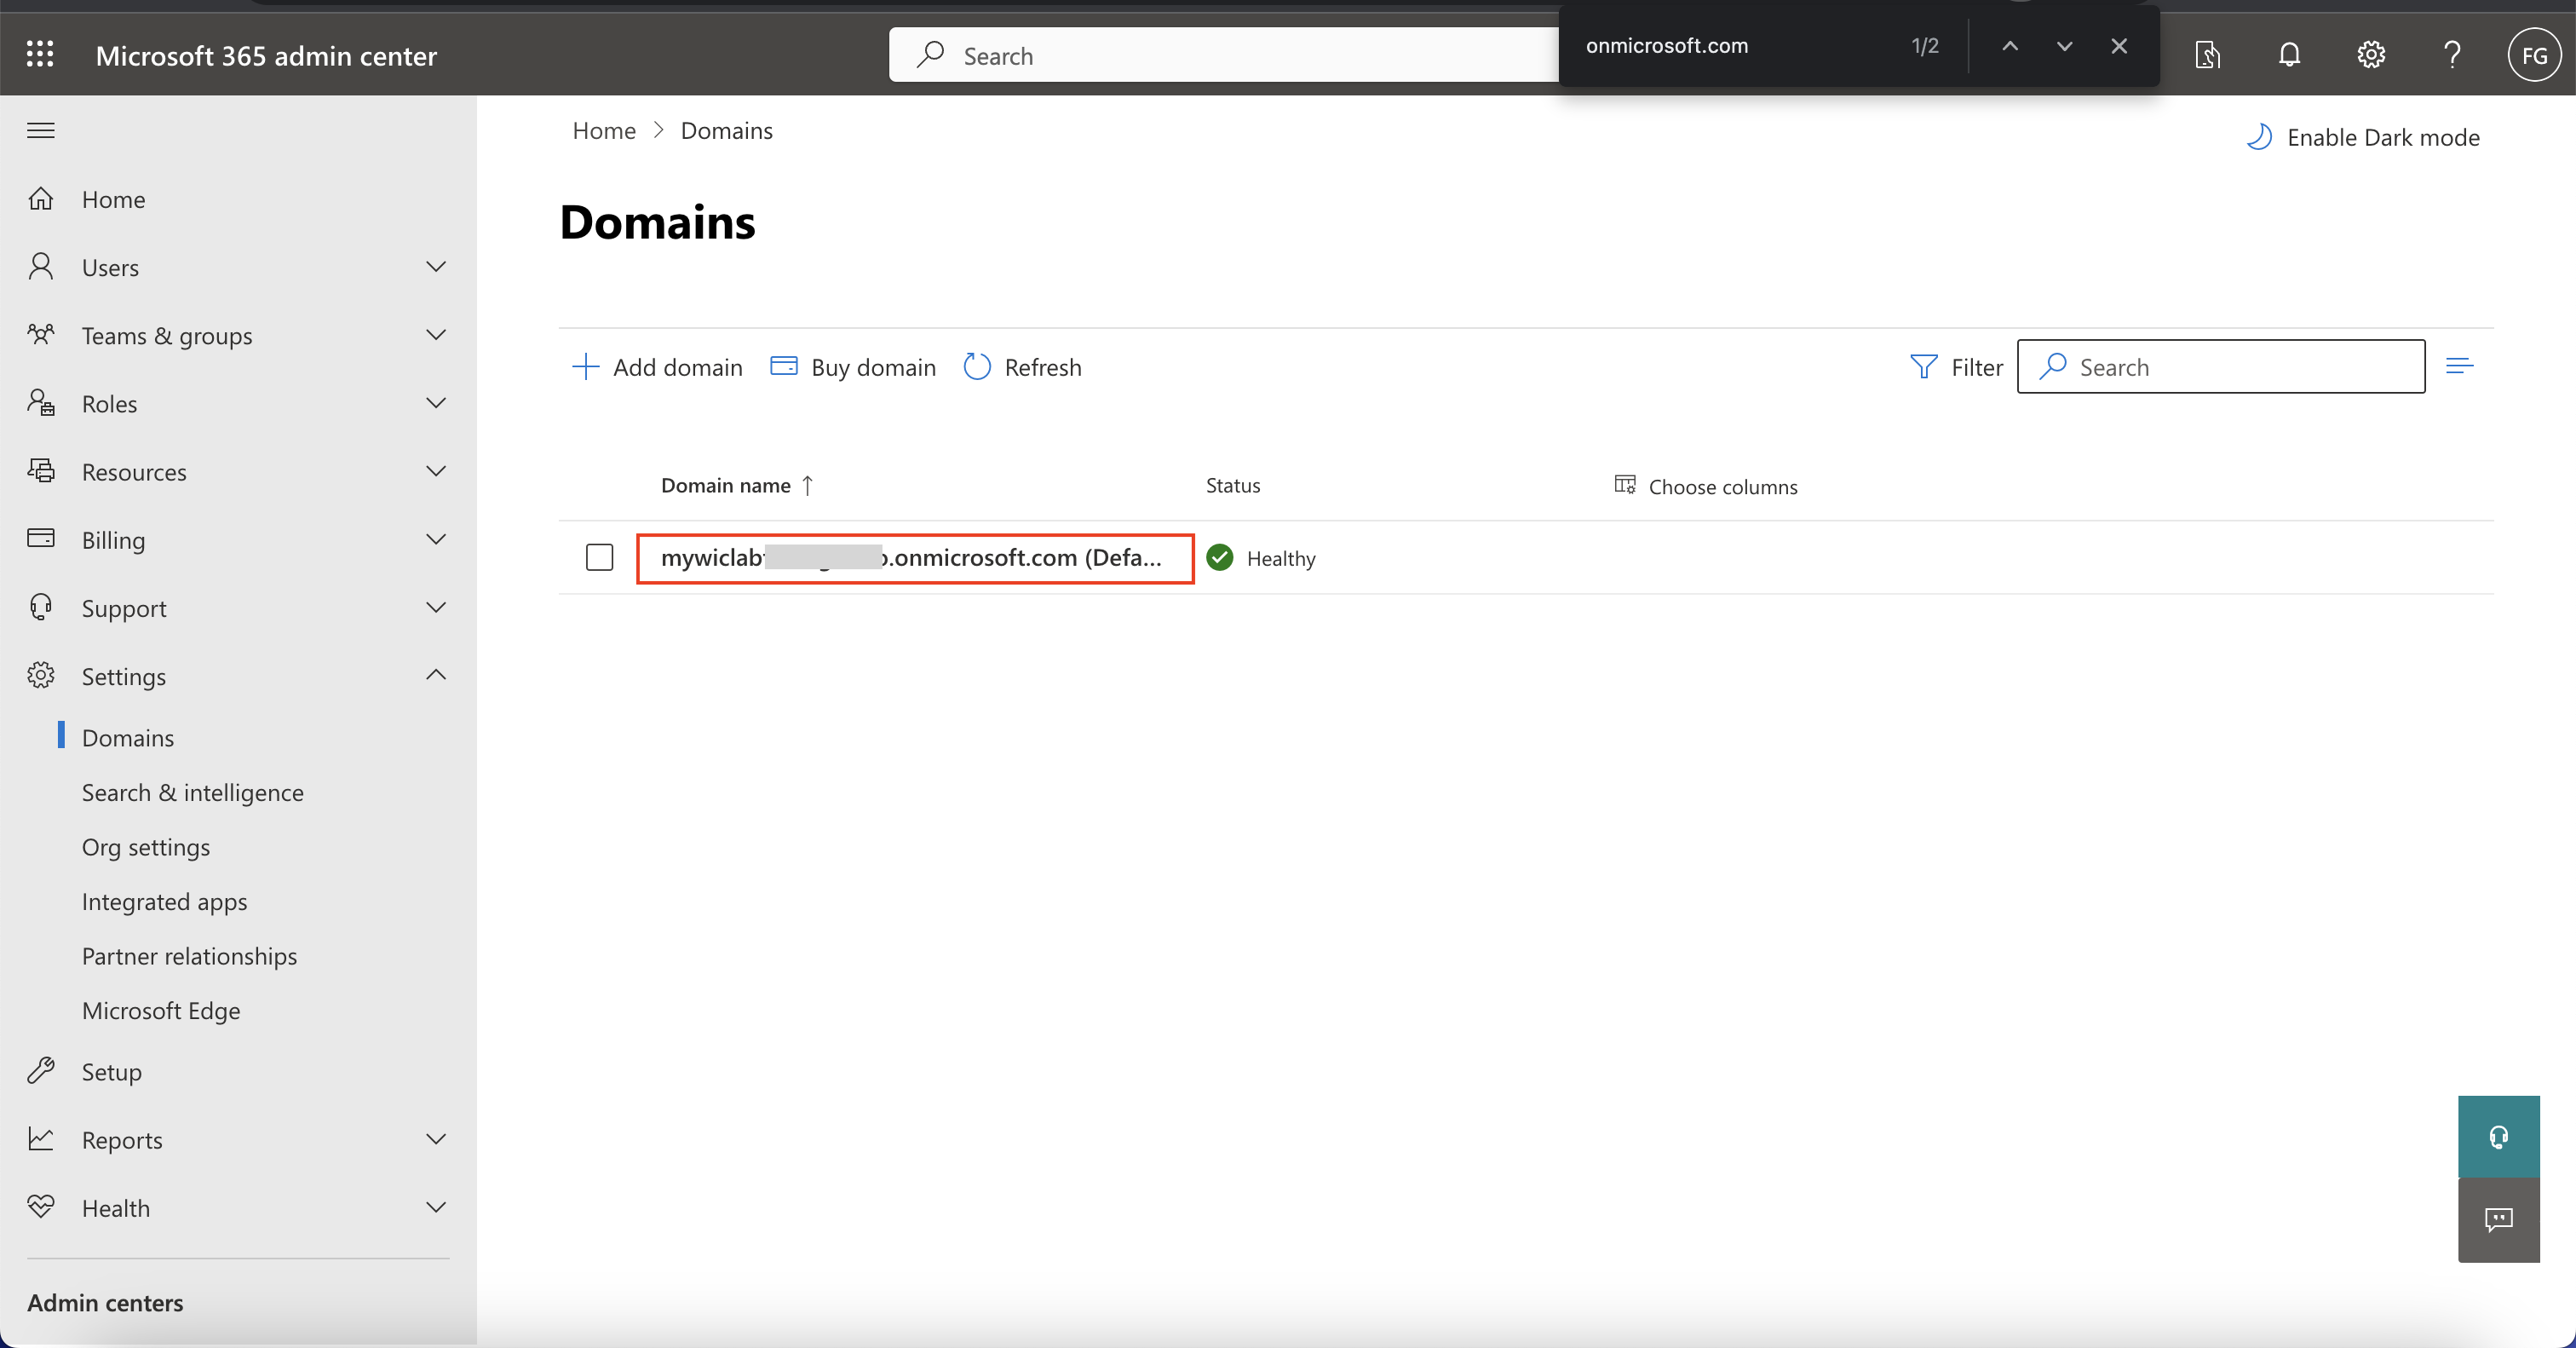 Microsoft 365 admin center
Search
onmicrosoft.com 1/2
FG
Home > Domains
Enable Dark mode
Home
Users
Teams & groups
Roles
Resources
Billing
Support
Settings
Domains
Search & intelligence
Org settings
Integrated apps
Partner relationships
Microsoft Edge
Setup
Reports
Health
Admin centers
Domains
Add domain Buy domain Refresh Filter Search
Domain name ↑ Status Choose columns
.onmicrosoft.com (Defa... Healthy